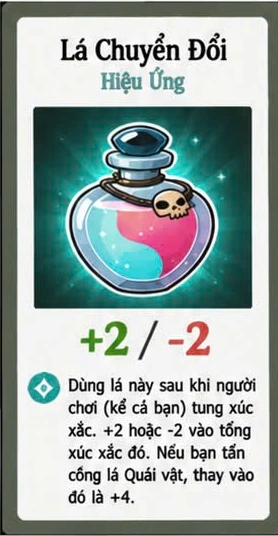 Lá Chuyển Đổi
Hiệu Ứng
+2 / -2
Dùng lá này sau khi người
chơi (kể cả bạn) tung xúc
xắc. +2 hoặc -2 vào tổng
xúc xắc đó. Nếu bạn tấn
công lá Quái vật, thay vào
đó là +4.